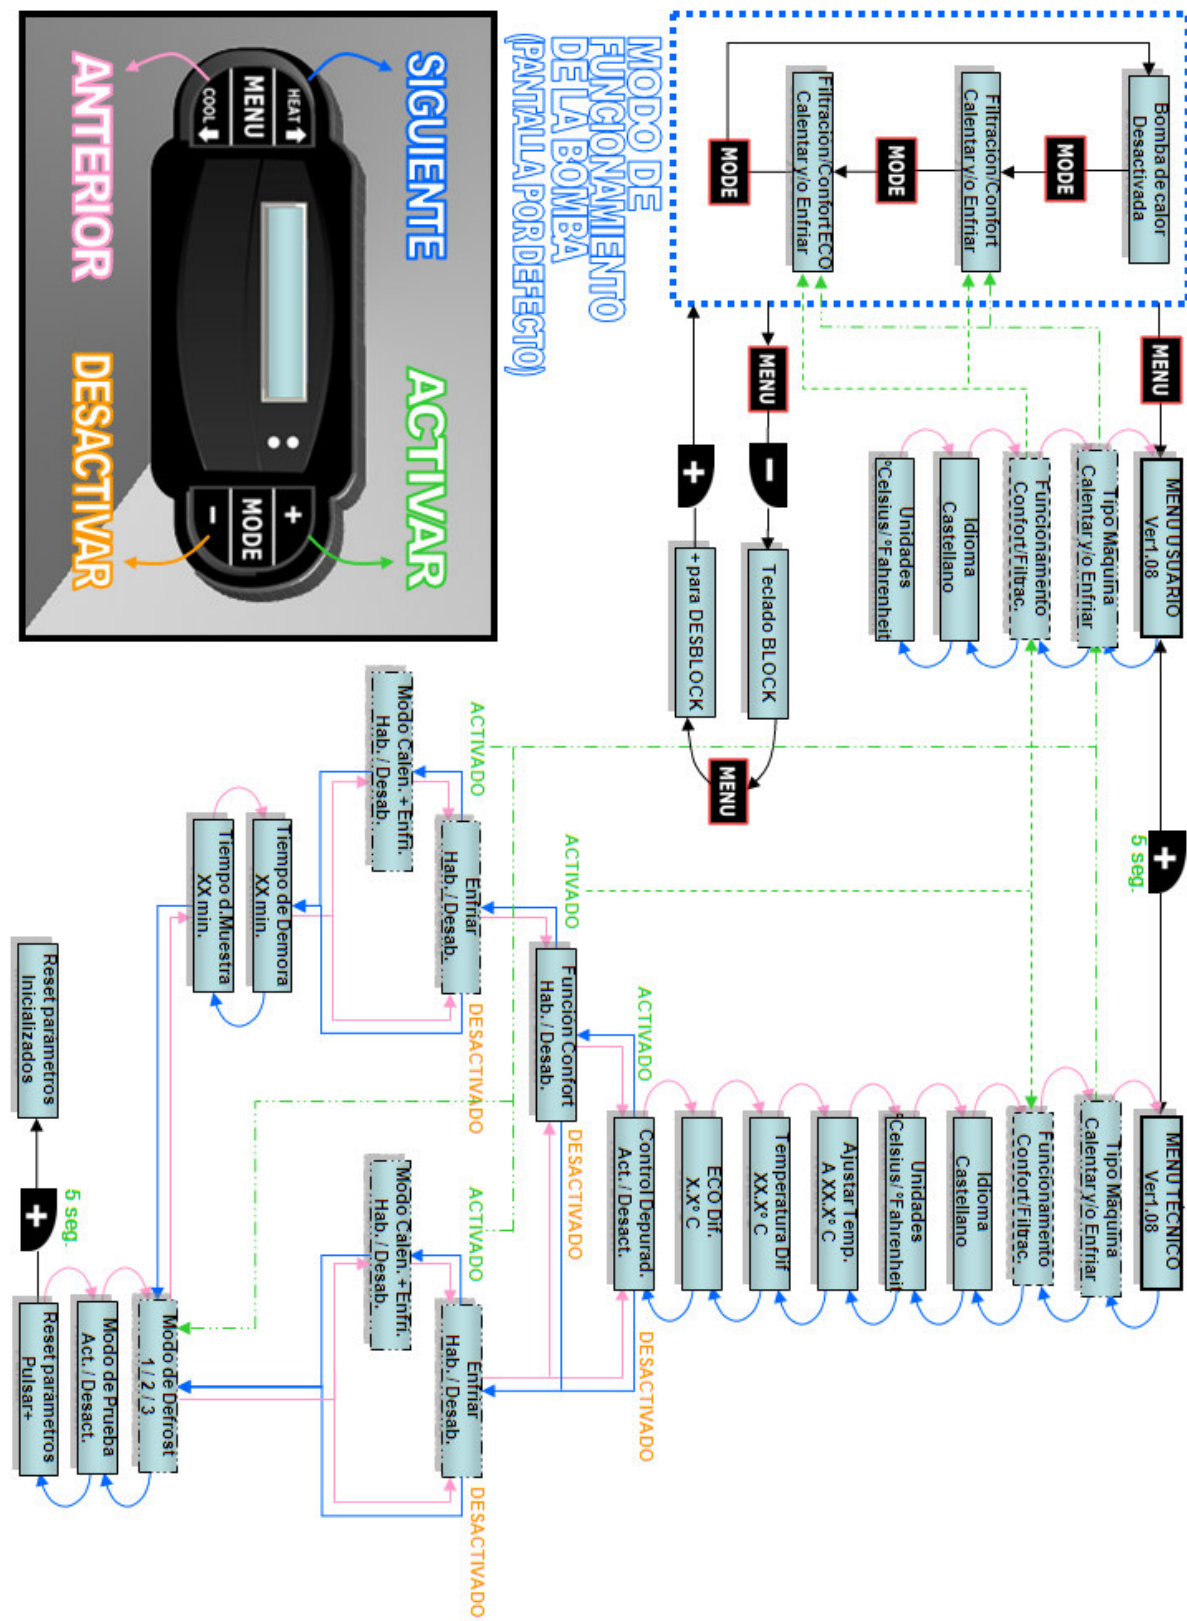 MODO DE
FUNCIONAMIENTO
DE LA BOMBA
(PANTALLA POR DEFECTO)
Bomba de calor
Desactivada
MODE
Filtración/Confort
Calentar y/o Enfriar
MODE
Filtración/Confort ECO
Calentar y/o Enfriar
MODE
MENU
MENU USUARIO
Ver1.08
Tipo Máquina
Calentar y/o Enfriar
Funcionamento
Confort/Filtrac.
Idioma
Castellano
Unidades
°Celsius/ °Fahrenheit
MENU
-
Teclado BLOCK
MENU
+ para DESBLOCK
+
+
5 seg.
MENU TÉCNICO
Ver1.08
Tipo Máquina
Calentar y/o Enfriar
Funcionamento
Confort/Filtrac.
Idioma
Castellano
Unidades
°Celsius/ °Fahrenheit
Ajustar Temp.
A XX.X° C
Temperatura Dif
XX.X° C
ECO Dif.
X.X° C
Control Depurad.
Act. / Desact.
ACTIVADO
DESACTIVADO
Función Confort
Hab. / Desab.
ACTIVADO
DESACTIVADO
Enfriar
Hab. / Desab.
ACTIVADO
DESACTIVADO
Modo Calen. + Enfri.
Hab. / Desab.
Enfriar
Hab. / Desab.
ACTIVADO
DESACTIVADO
Modo Calen. + Enfri.
Hab. / Desab.
Tiempo de Demora
XX min.
Tiempo d.Muestra
XX min.
Modo de Defrost
1 / 2 / 3
Modo de Prueba
Act. / Desact.
Reset parámetros
Pulsar+
+
5 seg.
Reset parámetros
Inicializados
SIGUIENTE
ACTIVAR
HEAT
MENU
COOL
+
MODE
-
ANTERIOR
DESACTIVAR